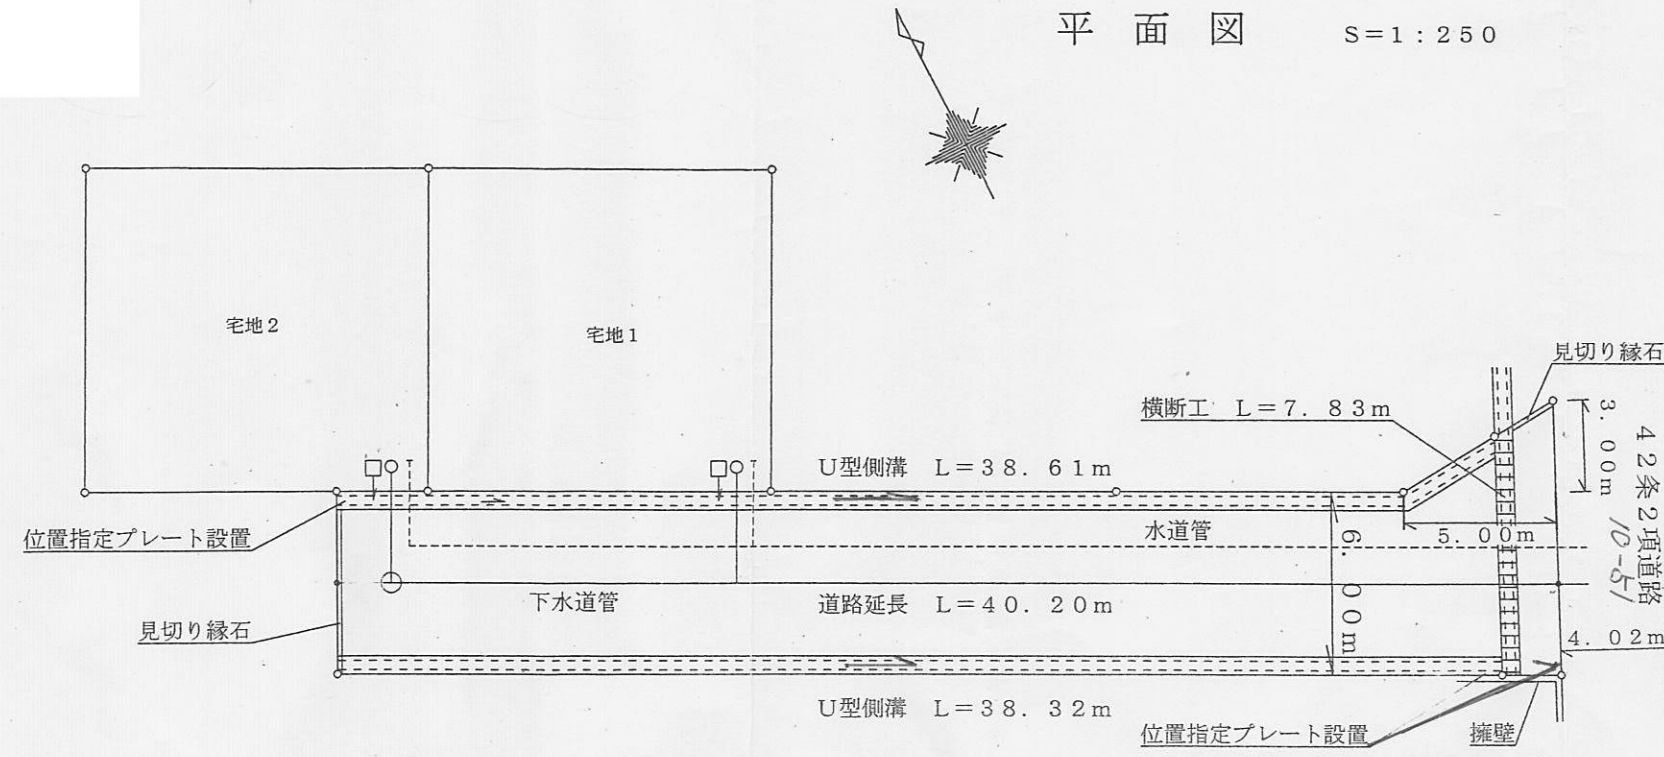 平面図 S=1:250
宅地2
宅地1
見切り縁石
横断工 L=7.83m
3.00m
42条2項道路
10-51
U型側溝 L=38.61m
位置指定プレート設置
水道管
5.00m
6.00m
下水道管
道路延長 L=40.20m
見切り縁石
4.02m
U型側溝 L=38.32m
位置指定プレート設置
擁壁